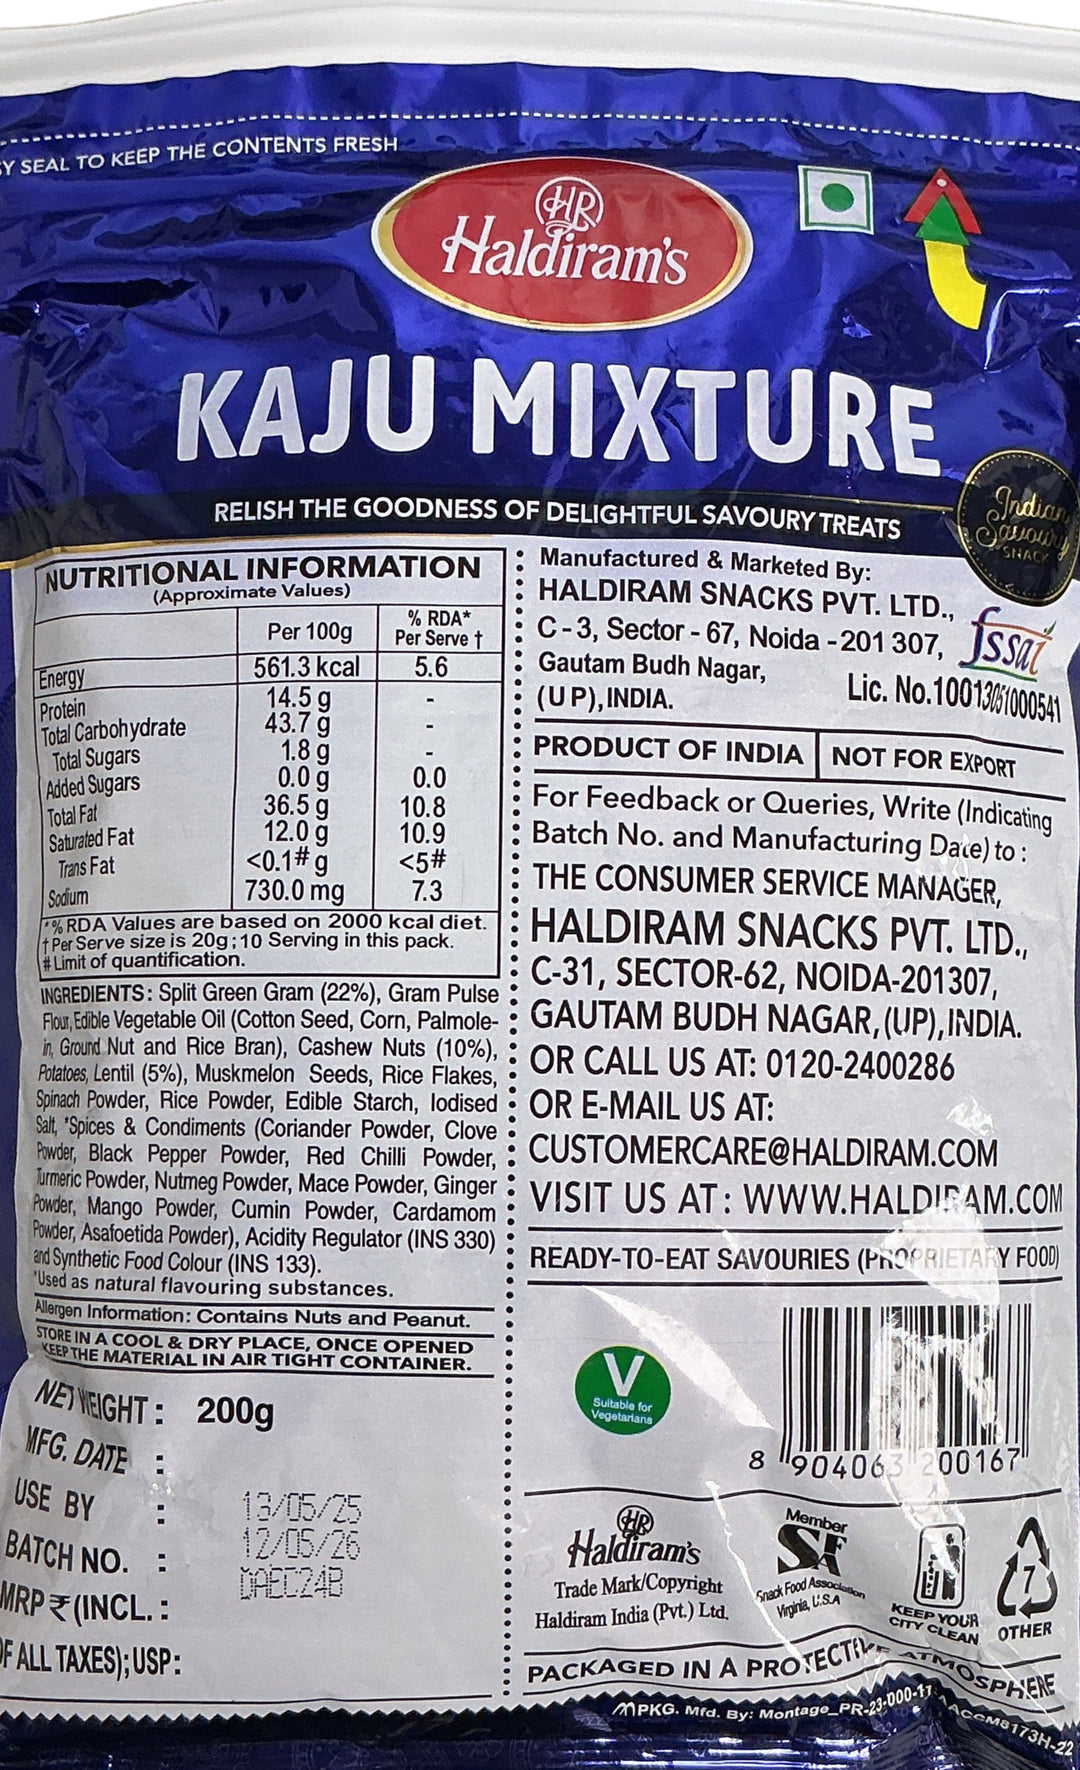 Y SEAL TO KEEP THE CONTENTS FRESH
HR
Haldiram's
KAJU MIXTURE
RELISH THE GOODNESS OF DELIGHTFUL SAVOURY TREATS
Indian
Savoury
SNACK
NUTRITIONAL INFORMATION
(Approximate Values)
Per 100g % RDA* Per Serve †
Energy 561.3 kcal 5.6
Protein 14.5 g -
Total Carbohydrate 43.7 g -
Total Sugars 1.8 g -
Added Sugars 0.0 g 0.0
Total Fat 36.5 g 10.8
Saturated Fat 12.0 g 10.9
Trans Fat <0.1# g <5#
Sodium 730.0 mg 7.3
*% RDA Values are based on 2000 kcal diet.
† Per Serve size is 20g; 10 Serving in this pack.
# Limit of quantification.
INGREDIENTS: Split Green Gram (22%), Gram Pulse
Flour, Edible Vegetable Oil (Cotton Seed, Corn, Palmole-
in, Ground Nut and Rice Bran), Cashew Nuts (10%),
Potatoes, Lentil (5%), Muskmelon Seeds, Rice Flakes,
Spinach Powder, Rice Powder, Edible Starch, Iodised
Salt, *Spices & Condiments (Coriander Powder, Clove
Powder, Black Pepper Powder, Red Chilli Powder,
Turmeric Powder, Nutmeg Powder, Mace Powder, Ginger
Powder, Mango Powder, Cumin Powder, Cardamom
Powder, Asafoetida Powder), Acidity Regulator (INS 330)
and Synthetic Food Colour (INS 133).
*Used as natural flavouring substances.
Allergen Information: Contains Nuts and Peanut.
STORE IN A COOL & DRY PLACE, ONCE OPENED
KEEP THE MATERIAL IN AIR TIGHT CONTAINER.
NET WEIGHT : 200g
MFG. DATE :
USE BY : 13/05/25
12/05/26
BATCH NO. :
MRP ₹ (INCL. :
OF ALL TAXES); USP:
Manufactured & Marketed By:
HALDIRAM SNACKS PVT. LTD.,
C-3, Sector - 67, Noida - 201 307,
Gautam Budh Nagar,
(UP), INDIA.
fssai
Lic. No. 10013051000541
PRODUCT OF INDIA NOT FOR EXPORT
For Feedback or Queries, Write (Indicating
Batch No. and Manufacturing Date) to :
THE CONSUMER SERVICE MANAGER,
HALDIRAM SNACKS PVT. LTD.,
C-31, SECTOR-62, NOIDA-201307,
GAUTAM BUDH NAGAR, (UP), INDIA.
OR CALL US AT: 0120-2400286
OR E-MAIL US AT:
CUSTOMERCARE@HALDIRAM.COM
VISIT US AT: WWW.HALDIRAM.COM
READY-TO-EAT SAVOURIES (PROPRIETARY FOOD)
V
Suitable for
Vegetarians
8 904063 200167
HR
Haldiram's
Trade Mark/Copyright
Haldiram India (Pvt.) Ltd.
Member
SFA
Snack Food Association
Virginia, U.S.A
KEEP YOUR
CITY CLEAN
7
OTHER
PACKAGED IN A PROTECTIVE ATMOSPHERE
PKG. Mfd. By: Montage_PR-23-000-11 ACCM8173H-22